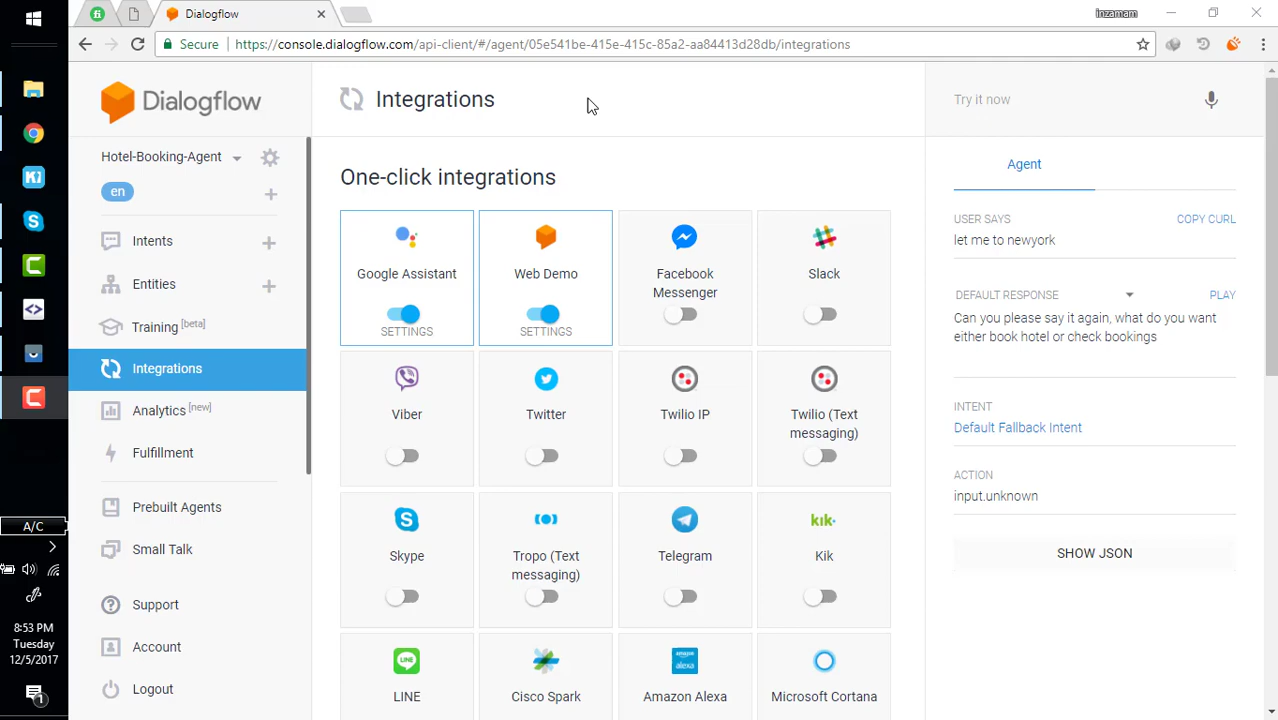 Dialogflow
inzamam
Secure
https://console.dialogflow.com/api-client/#/agent/05e541be-415e-415c-85a2-aa84413d28db/integrations
Dialogflow
Hotel-Booking-Agent
en
Intents
Entities
Training [beta]
Integrations
Analytics [new]
Fulfillment
Prebuilt Agents
Small Talk
Support
Account
Logout
Integrations
One-click integrations
Google Assistant
SETTINGS
Web Demo
SETTINGS
Facebook
Messenger
Slack
Viber
Twitter
Twilio IP
Twilio (Text
messaging)
Skype
Tropo (Text
messaging)
Telegram
kik
Kik
LINE
LINE
Cisco Spark
amazon
alexa
Amazon Alexa
Microsoft Cortana
Try it now
Agent
USER SAYS
COPY CURL
let me to newyork
DEFAULT RESPONSE
PLAY
Can you please say it again, what do you want
either book hotel or check bookings
INTENT
Default Fallback Intent
ACTION
input.unknown
SHOW JSON
A/C
8:53 PM
Tuesday
12/5/2017
1